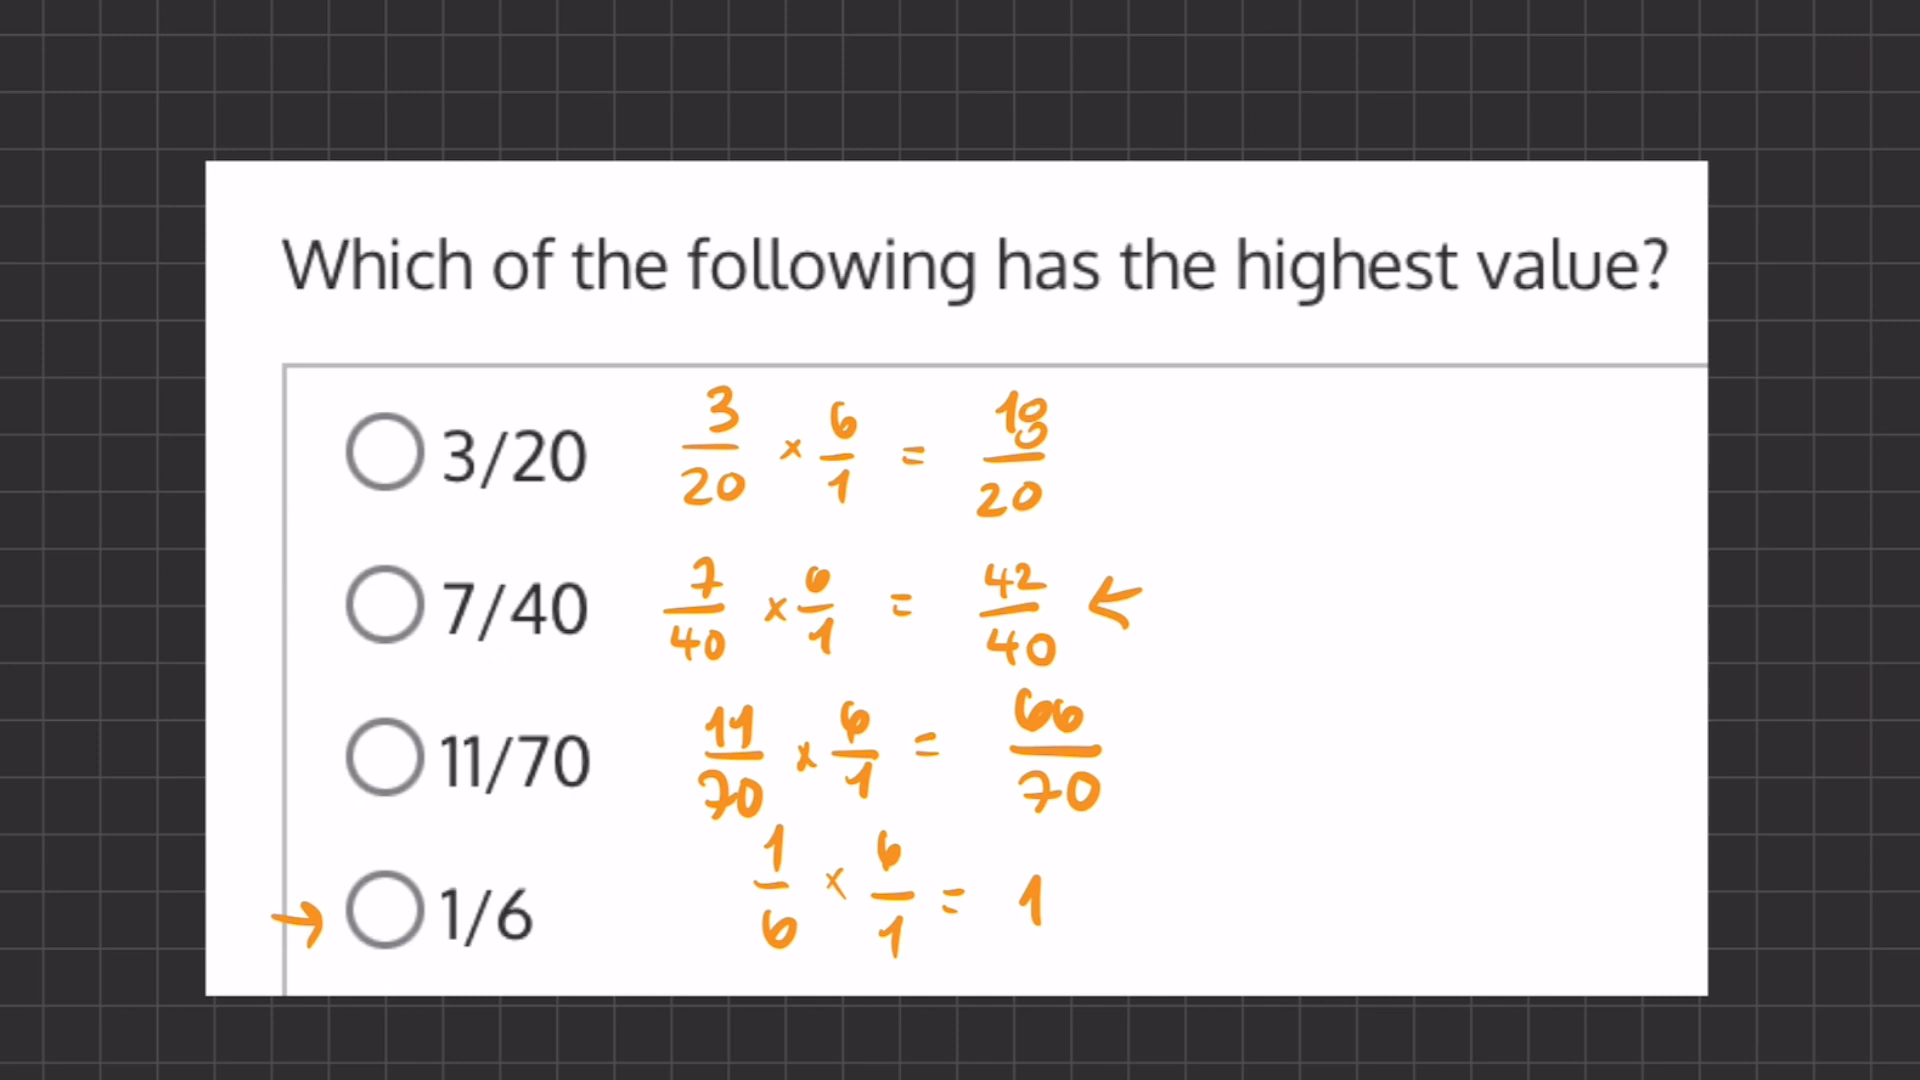 Which of the following has the highest value?
3/20 3/20 × 6/1 = 18/20
7/40 7/40 × 6/1 = 42/40 ←
11/70 11/70 × 6/1 = 66/70
→ 1/6 1/6 × 6/1 = 1